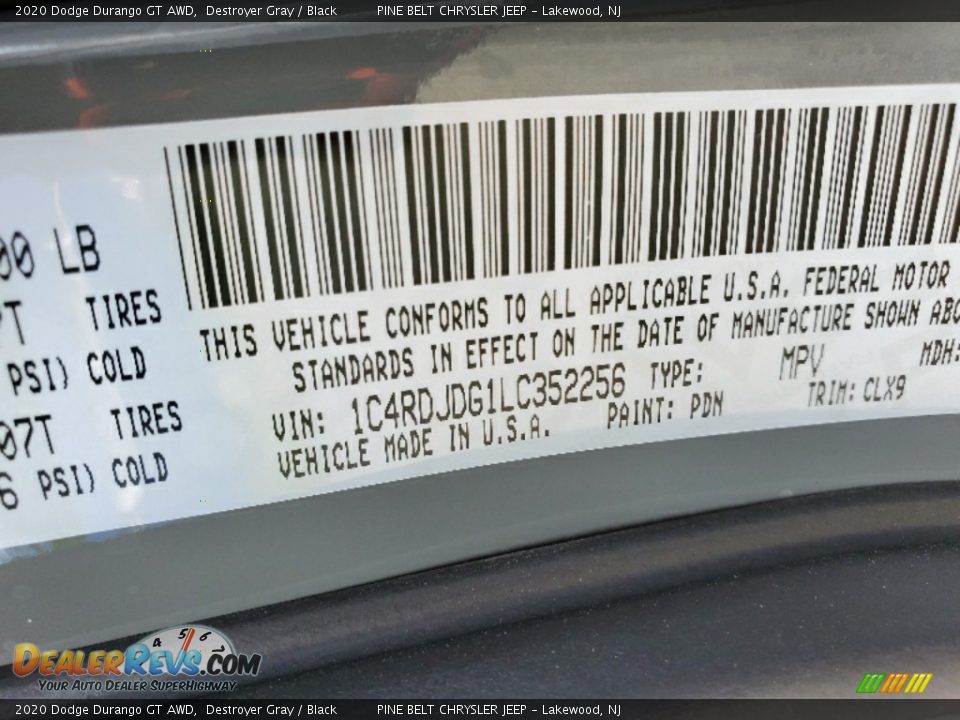 2020 Dodge Durango GT AWD,  Destroyer Gray / Black          PINE BELT CHRYSLER JEEP – Lakewood, NJ
00 LB
TIRES
PSI) COLD
07T TIRES
6 PSI) COLD
THIS VEHICLE CONFORMS TO ALL APPLICABLE U.S.A. FEDERAL MOTOR
STANDARDS IN EFFECT ON THE DATE OF MANUFACTURE SHOWN ABO
VIN: 1C4RDJDG1LC352256 TYPE: MPV MDH:
VEHICLE MADE IN U.S.A. PAINT: PDN TRIM: CLX9
4 5 6
DEALERREVS.COM
YOUR AUTO DEALER SUPERHIGHWAY
2020 Dodge Durango GT AWD,  Destroyer Gray / Black          PINE BELT CHRYSLER JEEP – Lakewood, NJ